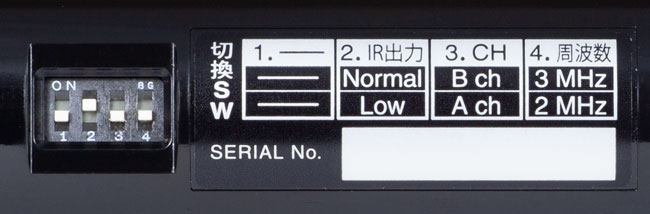 ON BG
1 2 3 4
切換SW
1. — 2. IR出力 3. CH 4. 周波数
— Normal B ch 3 MHz
— Low A ch 2 MHz
SERIAL No.